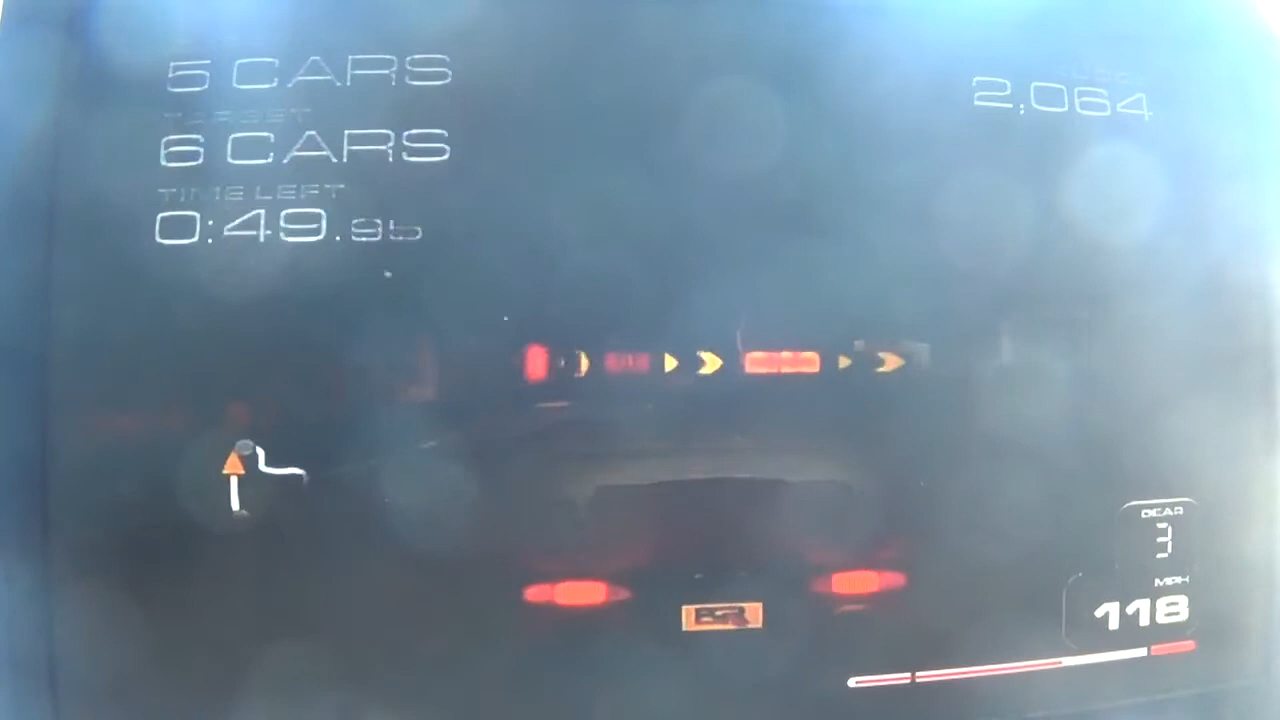 5 CARS
TARGET
6 CARS
TIME LEFT
0:49.95
2,064
GEAR
3
MPH
118